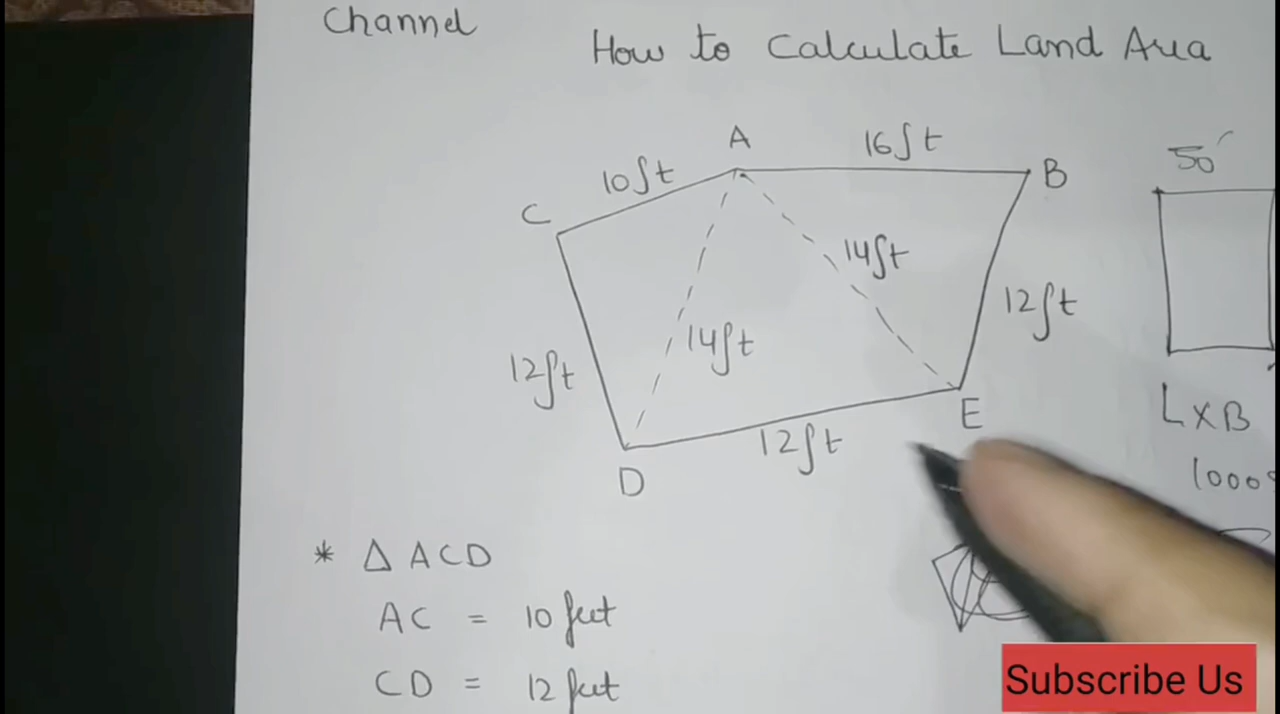 Channel
How to Calculate Land Area
A
16ft
10ft
B
50'
C
14ft
12ft
14ft
12ft
E
L X B
12ft
D
1000
* Δ ACD
AC = 10 feet
CD = 12 feet
Subscribe Us